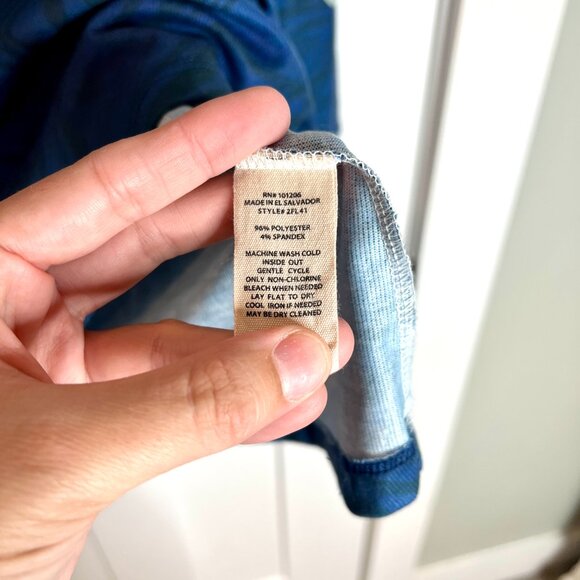 RN# 101206
MADE IN EL SALVADOR
STYLE# 2FL41
96% POLYESTER
4% SPANDEX
MACHINE WASH COLD
INSIDE OUT
GENTLE CYCLE
ONLY NON-CHLORINE
BLEACH WHEN NEEDED
LAY FLAT TO DRY
COOL IRON IF NEEDED
MAY BE DRY CLEANED